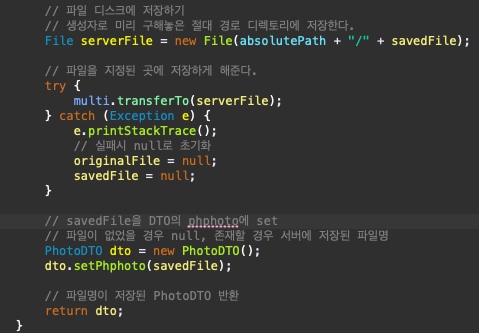 // 파일 디스크에 저장하기
// 생성자로 미리 구해놓은 절대 경로 디렉토리에 저장한다.
File serverFile = new File(absolutePath + "/" + savedFile);
// 파일을 지정된 곳에 저장하게 해준다.
try {
multi.transferTo(serverFile);
} catch (Exception e) {
e.printStackTrace();
// 실패시 null로 초기화
originalFile = null;
savedFile = null;
}
// savedFile을 DTO의 phphoto에 set
// 파일이 없었을 경우 null, 존재할 경우 서버에 저장된 파일명
PhotoDTO dto = new PhotoDTO();
dto.setPhphoto(savedFile);
// 파일명이 저장된 PhotoDTO 반환
return dto;
}